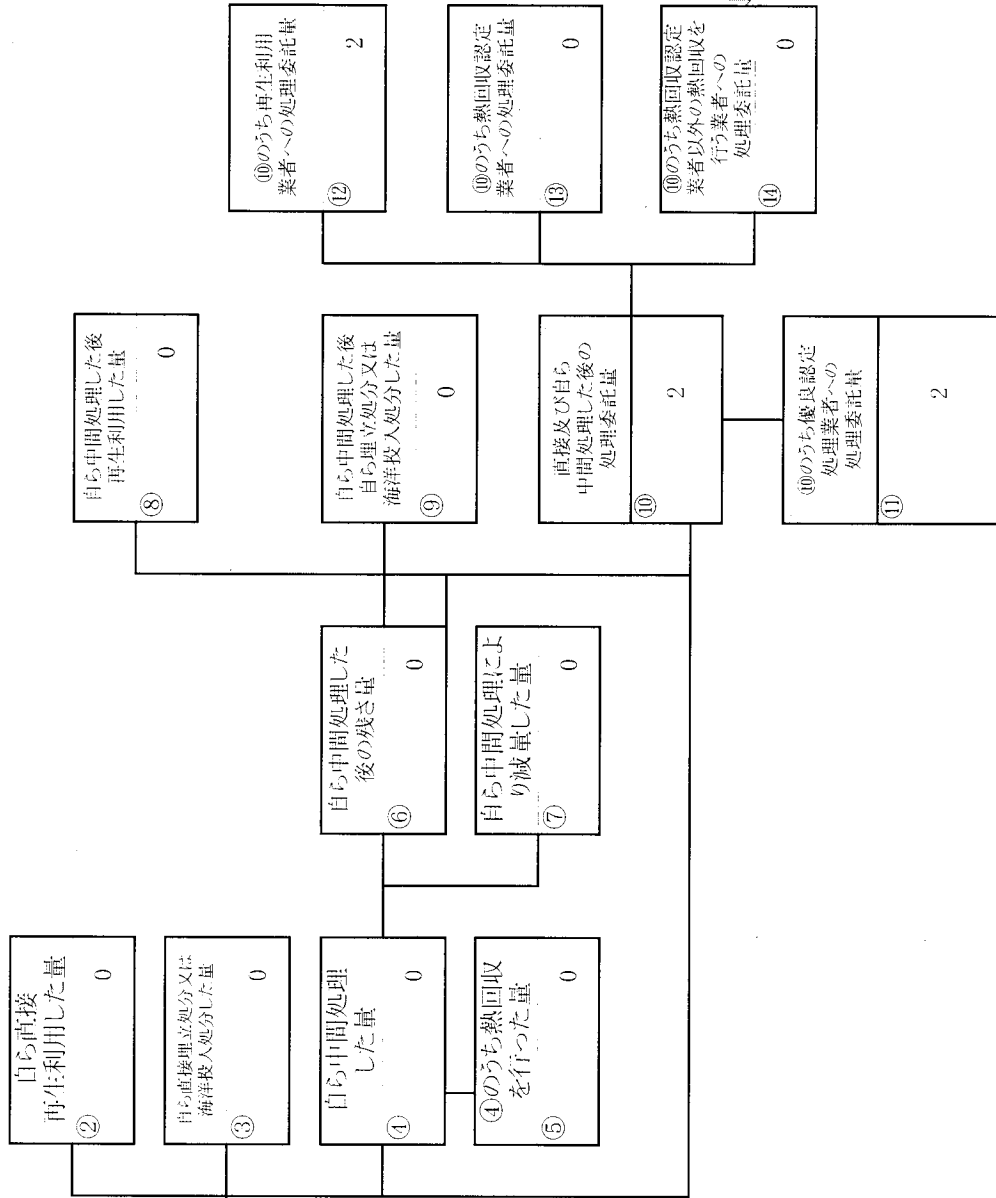 ②
自ら直接
再生利用した量
0
③
自ら直接埋立処分又は
海洋投入処分した量
0
④
自ら中間処理
した量
0
⑤
④のうち熱回収
を行った量
0
⑥
自ら中間処理した
後の残さ量
0
⑦
自ら中間処理によ
り減量した量
0
⑧
自ら中間処理した後
再生利用した量
0
⑨
自ら中間処理した後
自ら埋立処分又は
海洋投入処分した量
0
⑩
直接及び自ら
中間処理した後の
処理委託量
2
⑪
⑩のうち優良認定
処理業者への
処理委託量
2
⑫
⑩のうち再生利用
業者への処理委託量
2
⑬
⑩のうち熱回収認定
業者への処理委託量
0
⑭
⑩のうち熱回収認定
業者以外の熱回収を
行う業者への
処理委託量
0